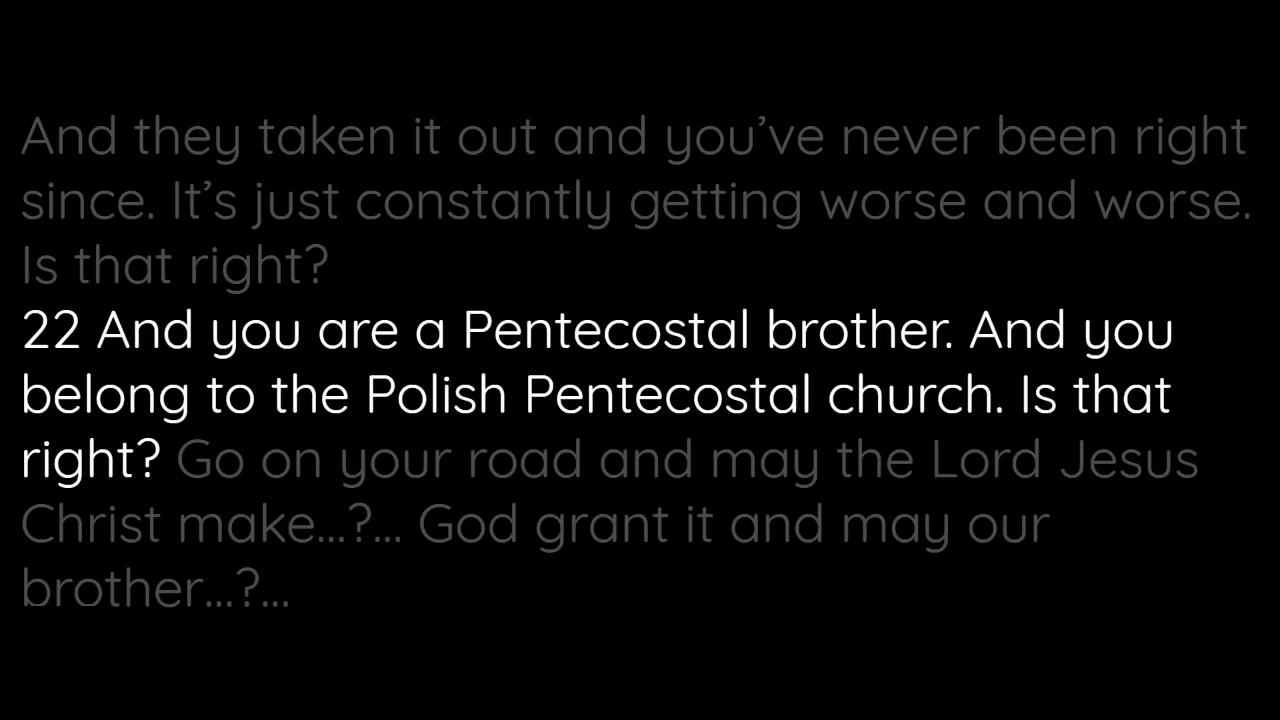 And they taken it out and you’ve never been right
since. It’s just constantly getting worse and worse.
Is that right?
22 And you are a Pentecostal brother. And you
belong to the Polish Pentecostal church. Is that
right? Go on your road and may the Lord Jesus
Christ make...?... God grant it and may our
brother...?...